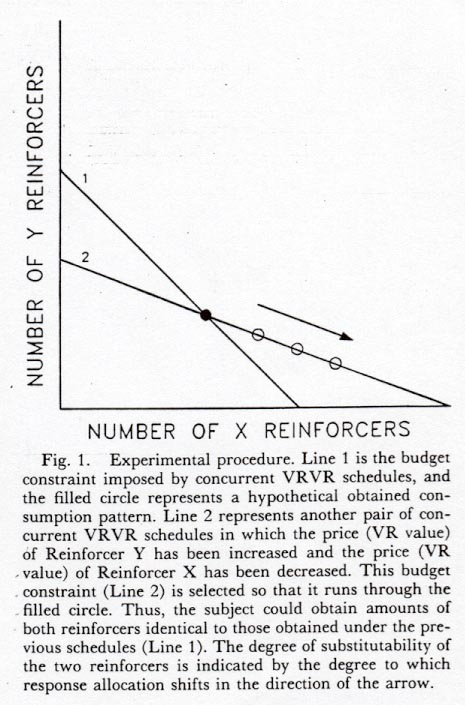 NUMBER OF Y REINFORCERS
1
2
NUMBER OF X REINFORCERS
Fig. 1. Experimental procedure. Line 1 is the budget
constraint imposed by concurrent VRVR schedules, and
the filled circle represents a hypothetical obtained con-
sumption pattern. Line 2 represents another pair of con-
current VRVR schedules in which the price (VR value)
of Reinforcer Y has been increased and the price (VR
value) of Reinforcer X has been decreased. This budget
constraint (Line 2) is selected so that it runs through the
filled circle. Thus, the subject could obtain amounts of
both reinforcers identical to those obtained under the pre-
vious schedules (Line 1). The degree of substitutability of
the two reinforcers is indicated by the degree to which
response allocation shifts in the direction of the arrow.